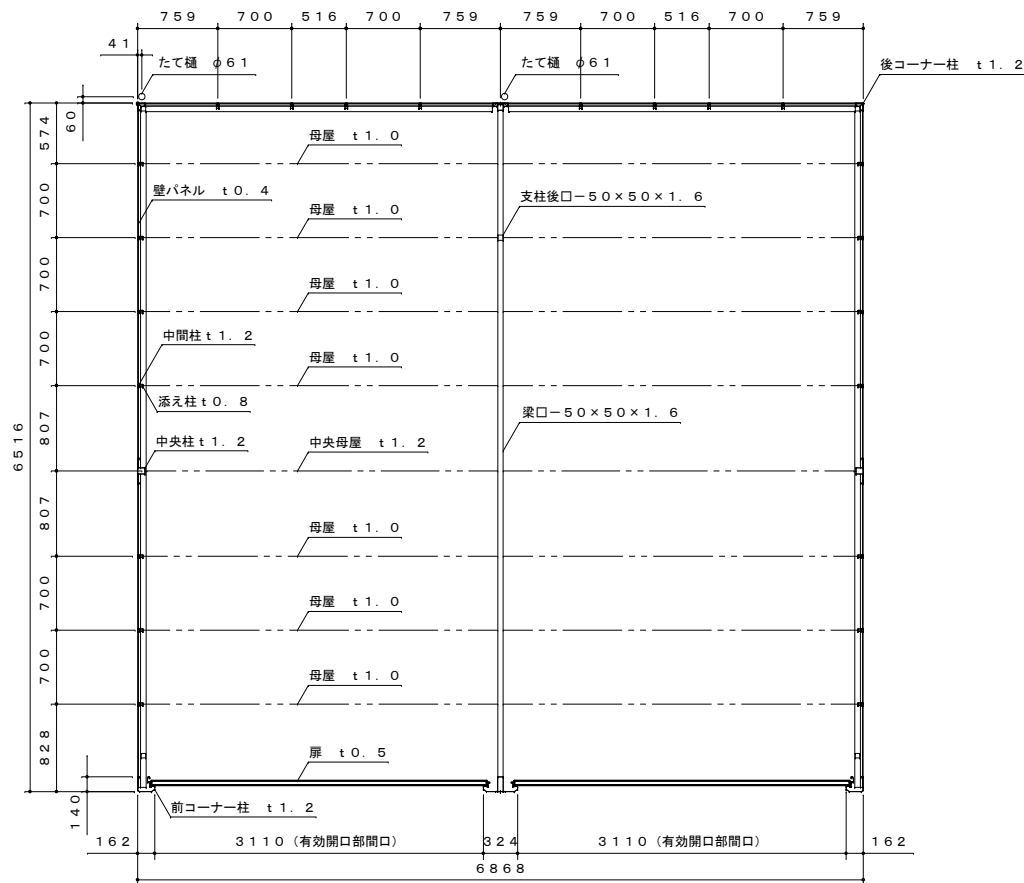 759 700 516 700 759 759 700 516 700 759
41
たて樋 φ61 たて樋 φ61
後コーナー柱 t1.2
60
574
母屋 t1.0
700
壁パネル t0.4
支柱後口-50×50×1.6
母屋 t1.0
700
母屋 t1.0
700
中間柱t1.2
母屋 t1.0
添え柱t0.8
807
梁口-50×50×1.6
中央柱t1.2
中央母屋 t1.2
6516
807
母屋 t1.0
700
母屋 t1.0
700
母屋 t1.0
828
扉 t0.5
140
前コーナー柱 t1.2
162 3110(有効開口部間口) 324 3110(有効開口部間口) 162
6868